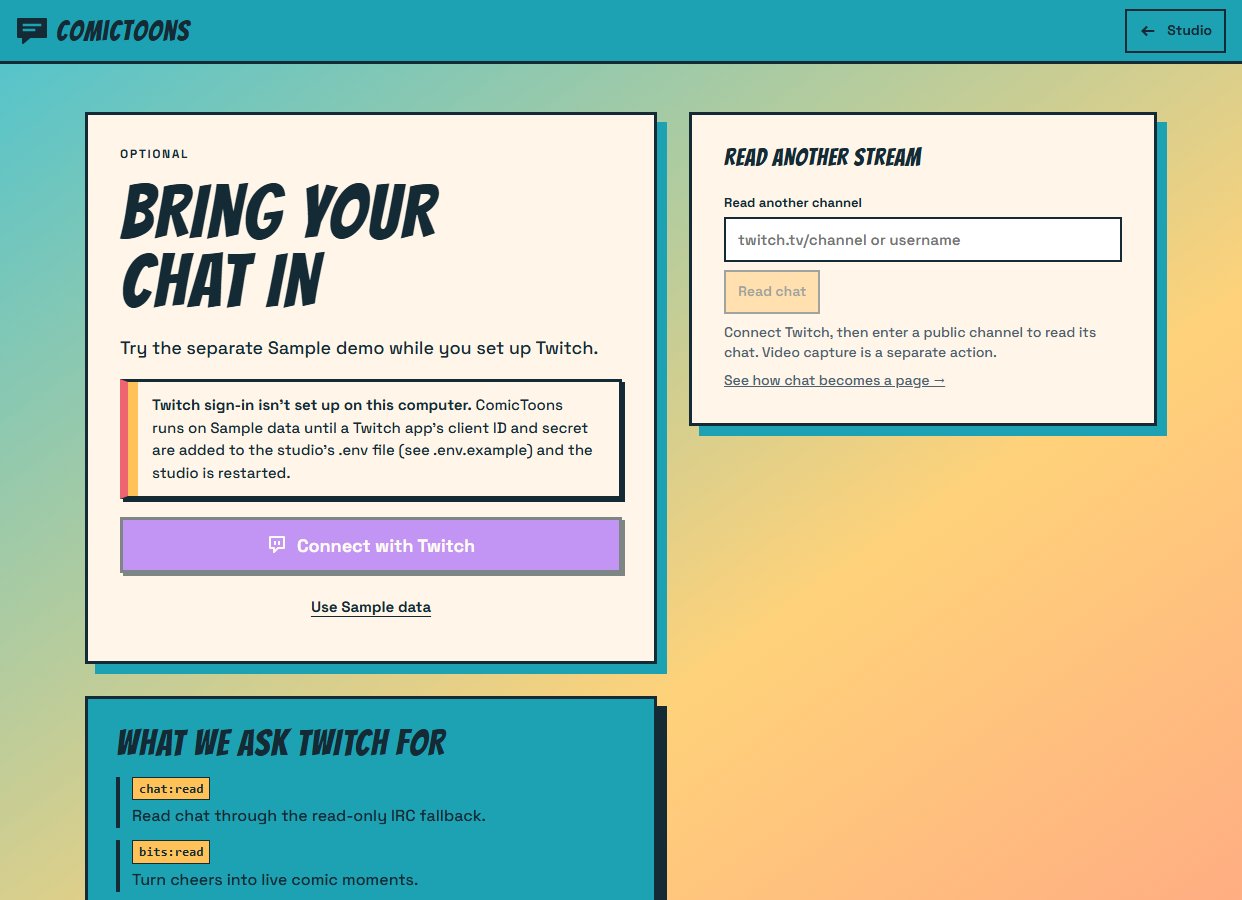 COMICTOONS
← Studio
OPTIONAL
BRING YOUR
CHAT IN
Try the separate Sample demo while you set up Twitch.
Twitch sign-in isn't set up on this computer. ComicToons
runs on Sample data until a Twitch app's client ID and secret
are added to the studio's .env file (see .env.example) and the
studio is restarted.
Connect with Twitch
Use Sample data
WHAT WE ASK TWITCH FOR
chat:read
Read chat through the read-only IRC fallback.
bits:read
Turn cheers into live comic moments.
READ ANOTHER STREAM
Read another channel
twitch.tv/channel or username
Read chat
Connect Twitch, then enter a public channel to read its
chat. Video capture is a separate action.
See how chat becomes a page →